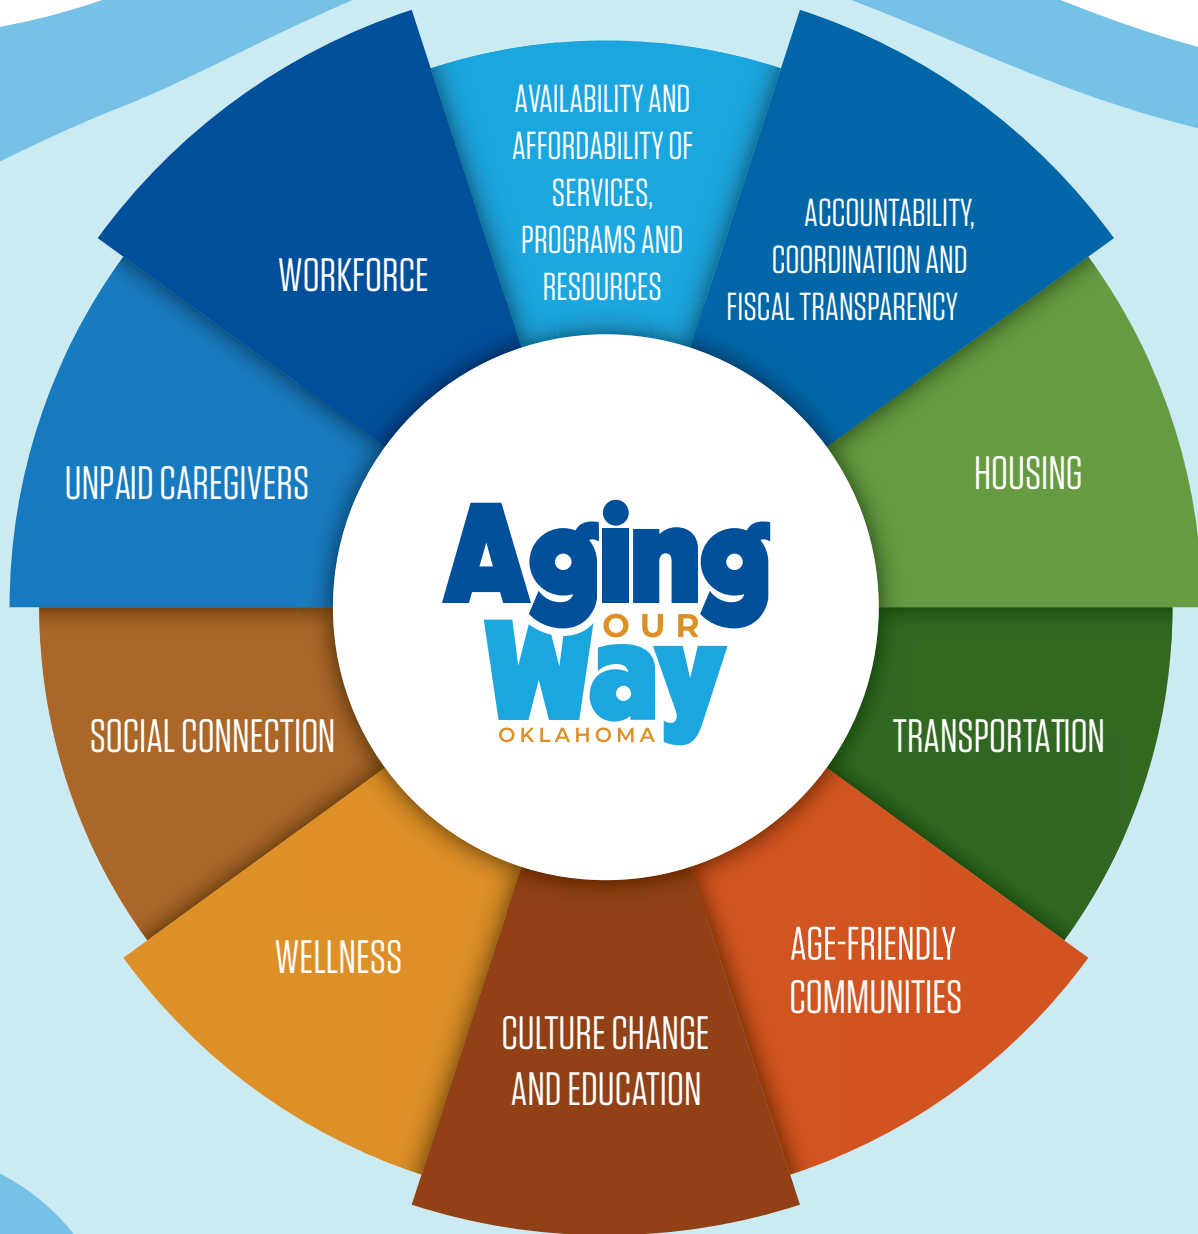 AVAILABILITY AND
AFFORDABILITY OF
SERVICES,
PROGRAMS AND
RESOURCES
ACCOUNTABILITY,
COORDINATION AND
FISCAL TRANSPARENCY
HOUSING
TRANSPORTATION
AGE-FRIENDLY
COMMUNITIES
CULTURE CHANGE
AND EDUCATION
WELLNESS
SOCIAL CONNECTION
UNPAID CAREGIVERS
WORKFORCE
Aging
OUR
Way
OKLAHOMA